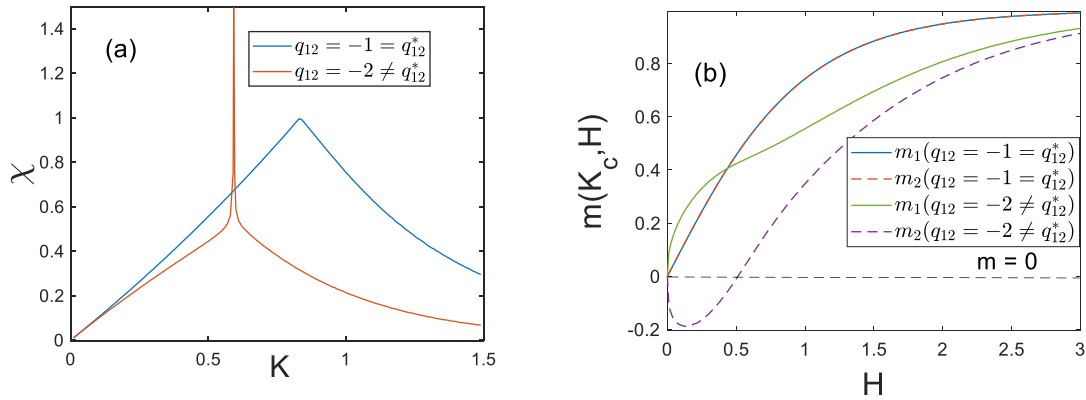 (a)
q₁₂ = −1 = q*₁₂
q₁₂ = −2 ≠ q*₁₂
1.4
1.2
1
0.8
0.6
0.4
0.2
0
χ
0
0.5
1
1.5
K
(b)
0.8
0.6
0.4
0.2
0
-0.2
m(K_c,H)
m₁(q₁₂ = −1 = q*₁₂)
m₂(q₁₂ = −1 = q*₁₂)
m₁(q₁₂ = −2 ≠ q*₁₂)
m₂(q₁₂ = −2 ≠ q*₁₂)
m = 0
0
0.5
1
1.5
2
2.5
3
H